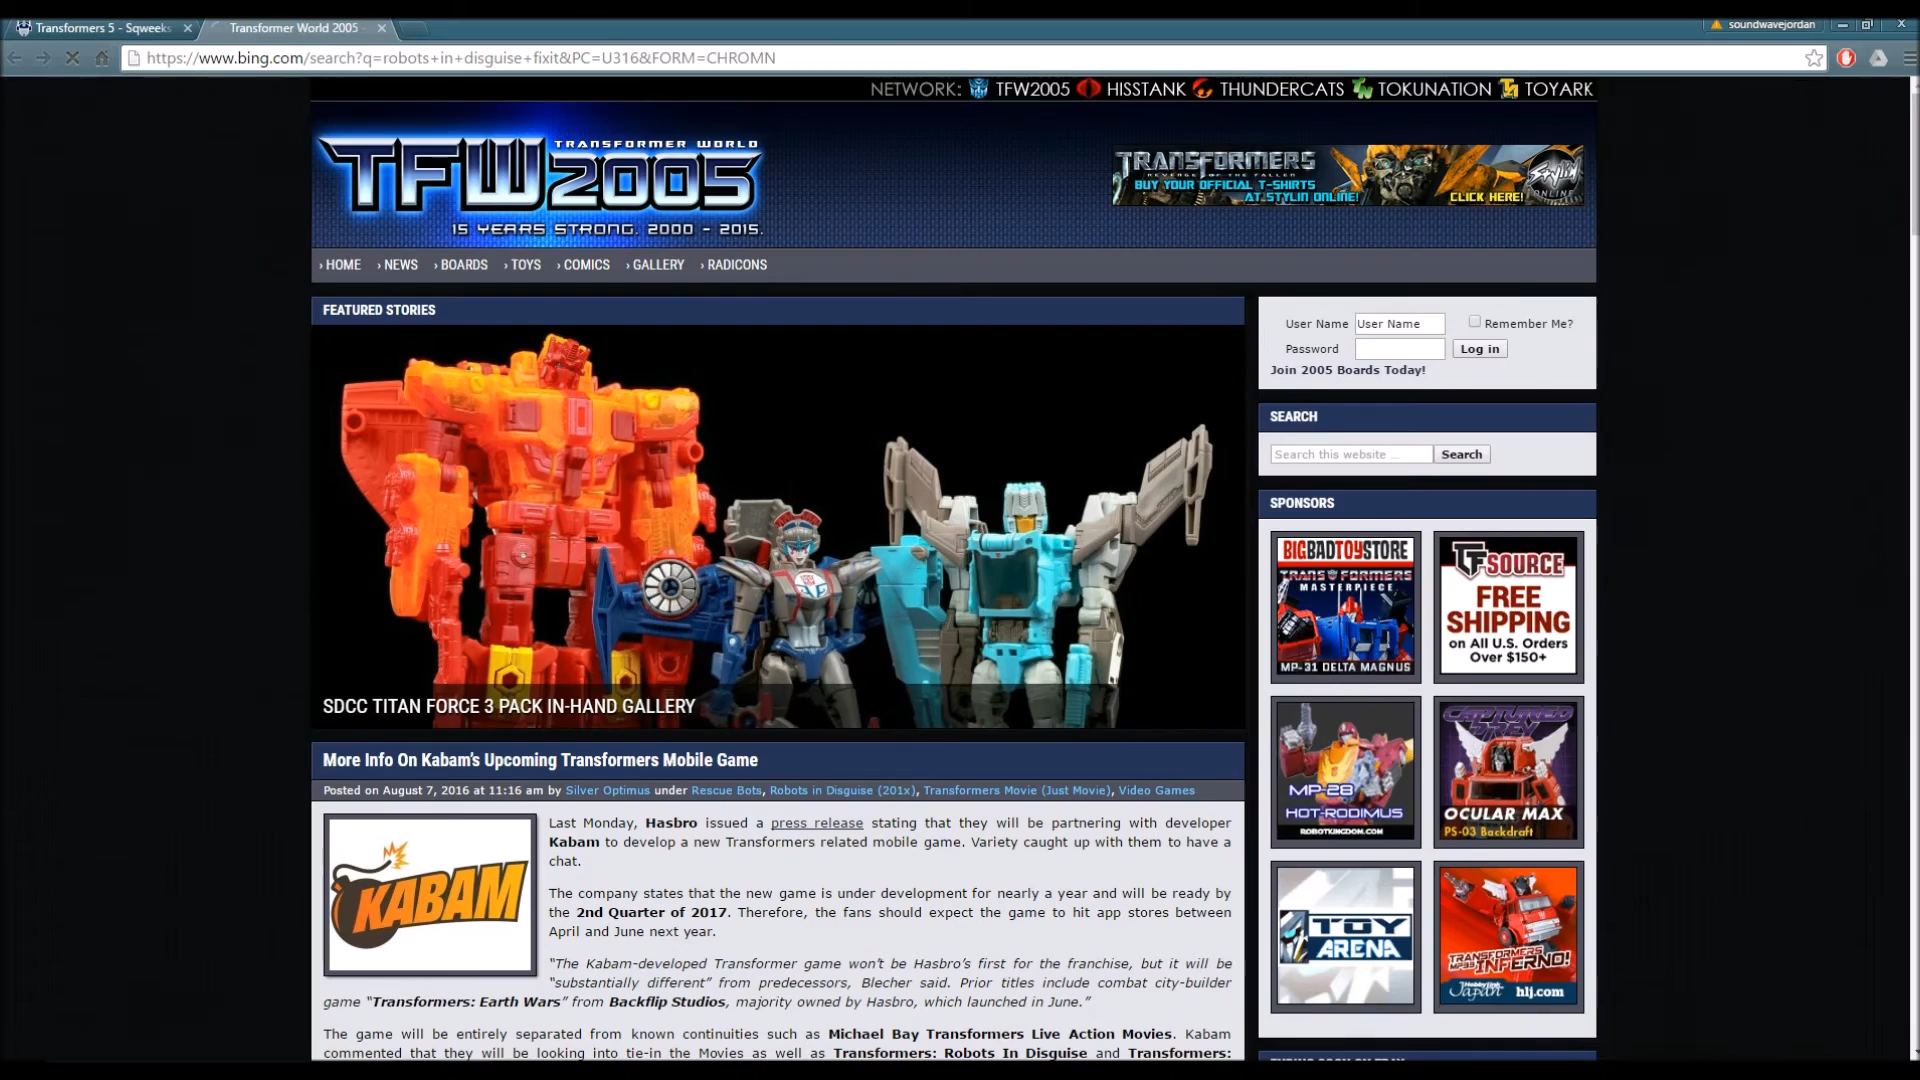 Transformers 5 - Sqweeks
Transformer World 2005 -
soundwavejordan
https://www.bing.com/search?q=robots+in+disguise+fixit&PC=U316&FORM=CHROMN
NETWORK: TFW2005 HISSTANK THUNDERCATS TOKUNATION TOYARK
TRANSFORMER WORLD
TFW2005
15 YEARS STRONG. 2000 - 2015.
TRANSFORMERS
REVENGE OF THE FALLEN
BUY YOUR OFFICIAL T-SHIRTS
AT STYLIN ONLINE!
CLICK HERE!
STYLIN
ONLINE
› HOME › NEWS › BOARDS › TOYS › COMICS › GALLERY › RADICONS
FEATURED STORIES
SDCC TITAN FORCE 3 PACK IN-HAND GALLERY
More Info On Kabam's Upcoming Transformers Mobile Game
Posted on August 7, 2016 at 11:16 am by Silver Optimus under Rescue Bots, Robots in Disguise (201x), Transformers Movie (Just Movie), Video Games
KABAM
Last Monday, Hasbro issued a press release stating that they will be partnering with developer
Kabam to develop a new Transformers related mobile game. Variety caught up with them to have a
chat.
The company states that the new game is under development for nearly a year and will be ready by
the 2nd Quarter of 2017. Therefore, the fans should expect the game to hit app stores between
April and June next year.
“The Kabam-developed Transformer game won’t be Hasbro’s first for the franchise, but it will be
“substantially different” from predecessors, Blecher said. Prior titles include combat city-builder
game “Transformers: Earth Wars” from Backflip Studios, majority owned by Hasbro, which launched in June.”
The game will be entirely separated from known continuities such as Michael Bay Transformers Live Action Movies. Kabam
commented that they will be looking into tie-in the Movies as well as Transformers: Robots In Disguise and Transformers:
User Name User Name Remember Me?
Password Log in
Join 2005 Boards Today!
SEARCH
Search this website ... Search
SPONSORS
BIGBADTOYSTORE
TRANSFORMERS
MASTERPIECE
MP-31 DELTA MAGNUS
TFSOURCE
FREE
SHIPPING
on All U.S. Orders
Over $150+
MP-28
HOT-RODIMUS
ROBOTKINGDOM.COM
CAPTURED PREY
OCULAR MAX
PS-03 Backdraft
TOY
ARENA
TRANSFORMERS
INFERNO!
HobbyLink
Japan hlj.com